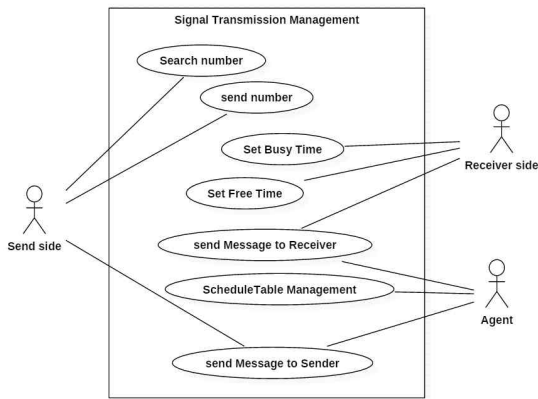 Signal Transmission Management
Search number
send number
Set Busy Time
Receiver side
Set Free Time
Send side
send Message to Receiver
ScheduleTable Management
Agent
send Message to Sender